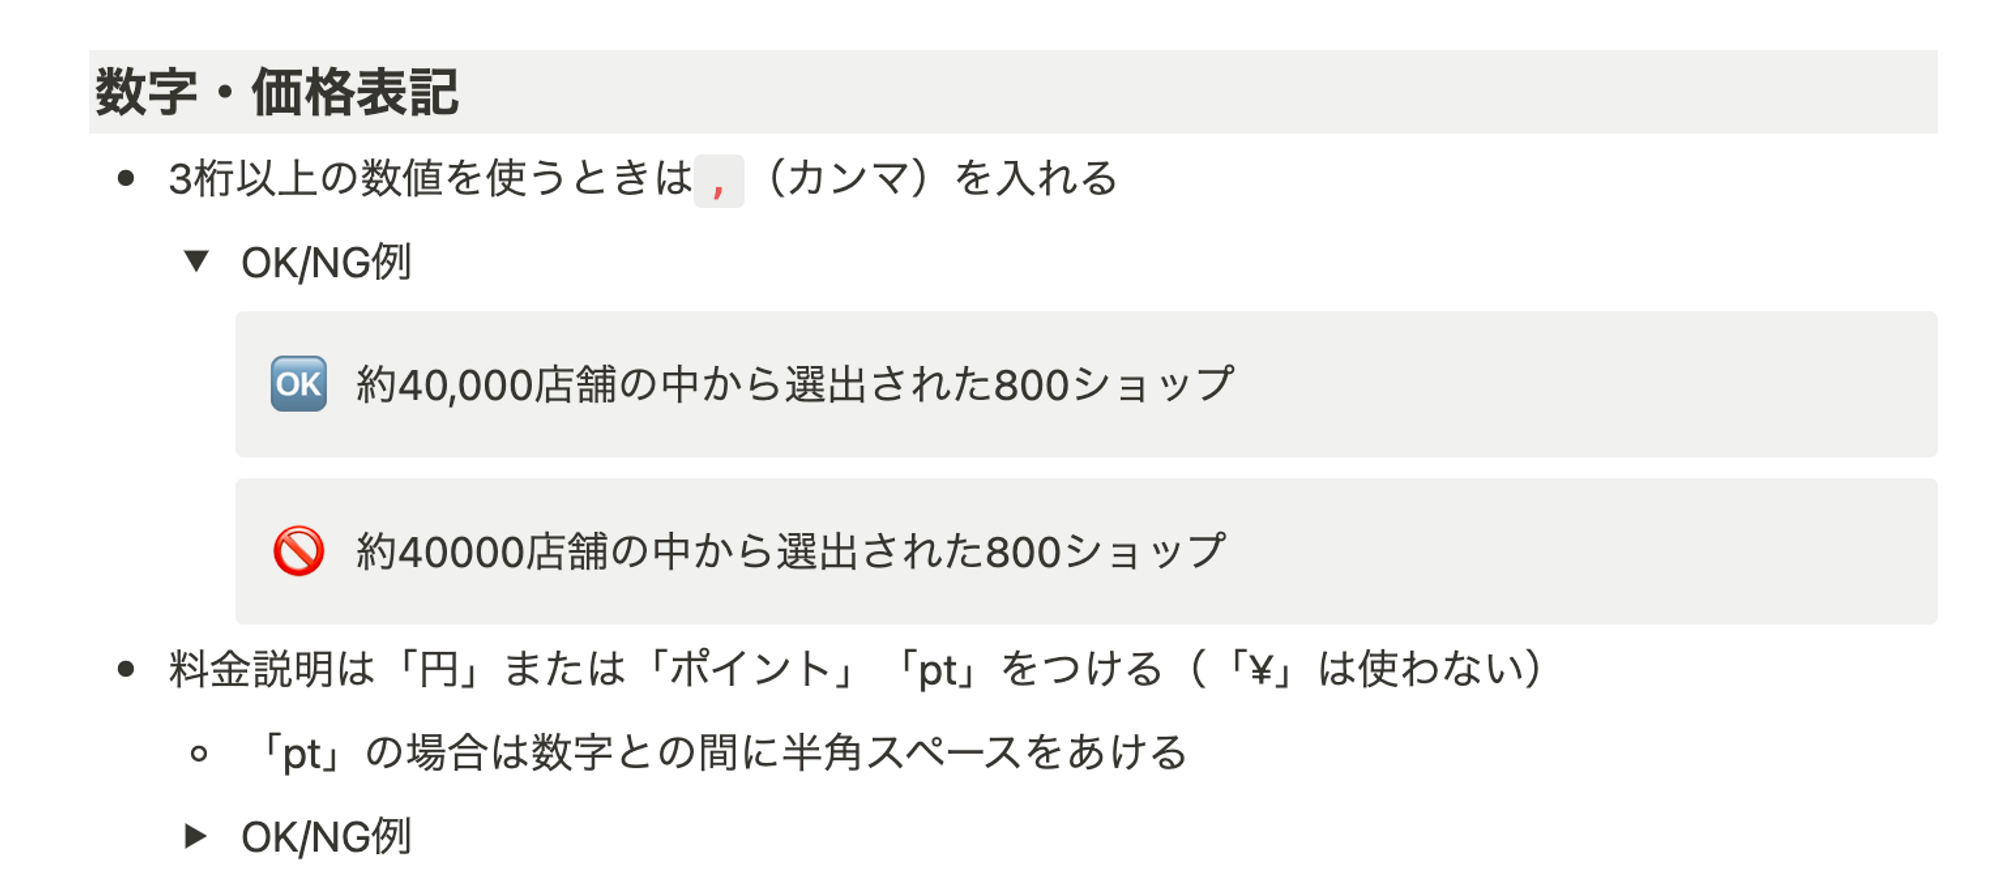 数字・価格表記
• 3桁以上の数値を使うときは , （カンマ）を入れる
▼ OK/NG例
🆗 約40,000店舗の中から選出された800ショップ
🚫 約40000店舗の中から選出された800ショップ
• 料金説明は「円」または「ポイント」「pt」をつける（「¥」は使わない）
◦ 「pt」の場合は数字との間に半角スペースをあける
▶ OK/NG例